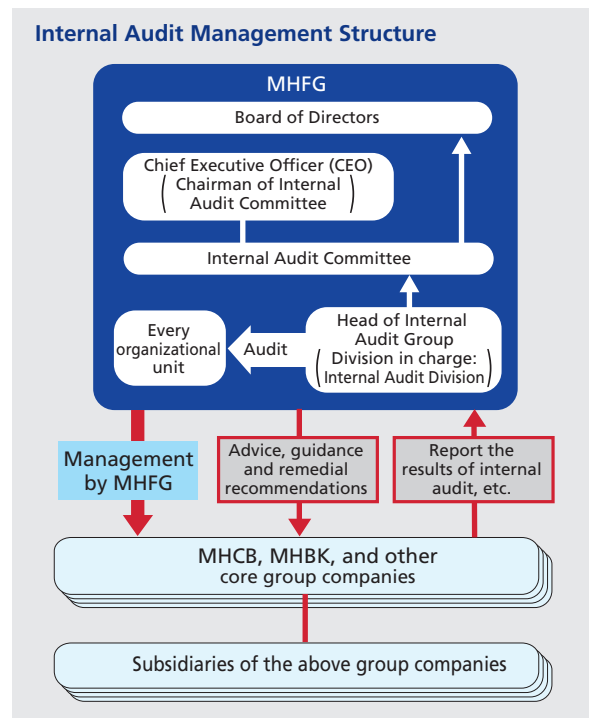 Internal Audit Management Structure
MHFG
Board of Directors
Chief Executive Officer (CEO)
(Chairman of Internal
Audit Committee)
Internal Audit Committee
Every
organizational
unit
Audit
Head of Internal
Audit Group
(Division in charge:
Internal Audit Division)
Management
by MHFG
Advice, guidance
and remedial
recommendations
Report the
results of internal
audit, etc.
MHCB, MHBK, and other
core group companies
Subsidiaries of the above group companies